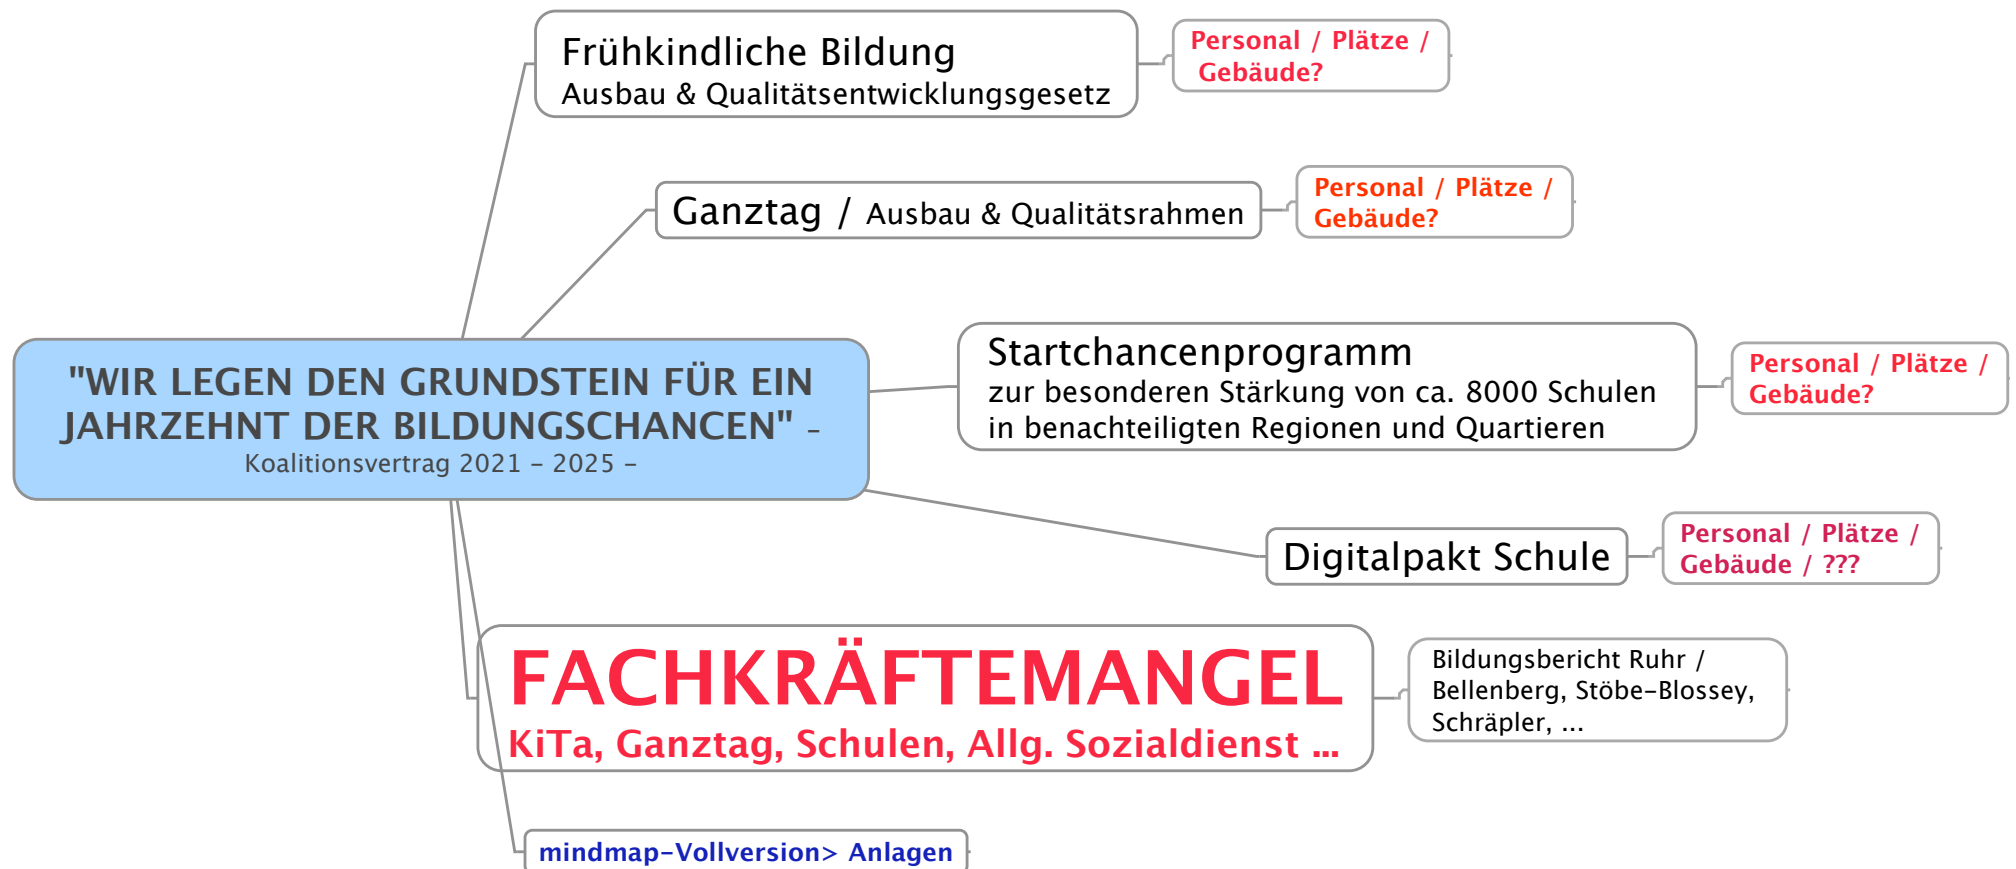 Frühkindliche Bildung
Ausbau & Qualitätsentwicklungsgesetz
Personal / Plätze /
Gebäude?
Ganztag / Ausbau & Qualitätsrahmen
Personal / Plätze /
Gebäude?
"WIR LEGEN DEN GRUNDSTEIN FÜR EIN
JAHRZEHNT DER BILDUNGSCHANCEN" –
Koalitionsvertrag 2021 – 2025 –
Startchancenprogramm
zur besonderen Stärkung von ca. 8000 Schulen
in benachteiligten Regionen und Quartieren
Personal / Plätze /
Gebäude?
Digitalpakt Schule
Personal / Plätze /
Gebäude / ???
FACHKRÄFTEMANGEL
KiTa, Ganztag, Schulen, Allg. Sozialdienst ...
Bildungsbericht Ruhr /
Bellenberg, Stöbe-Blossey,
Schräpler, ...
mindmap-Vollversion> Anlagen